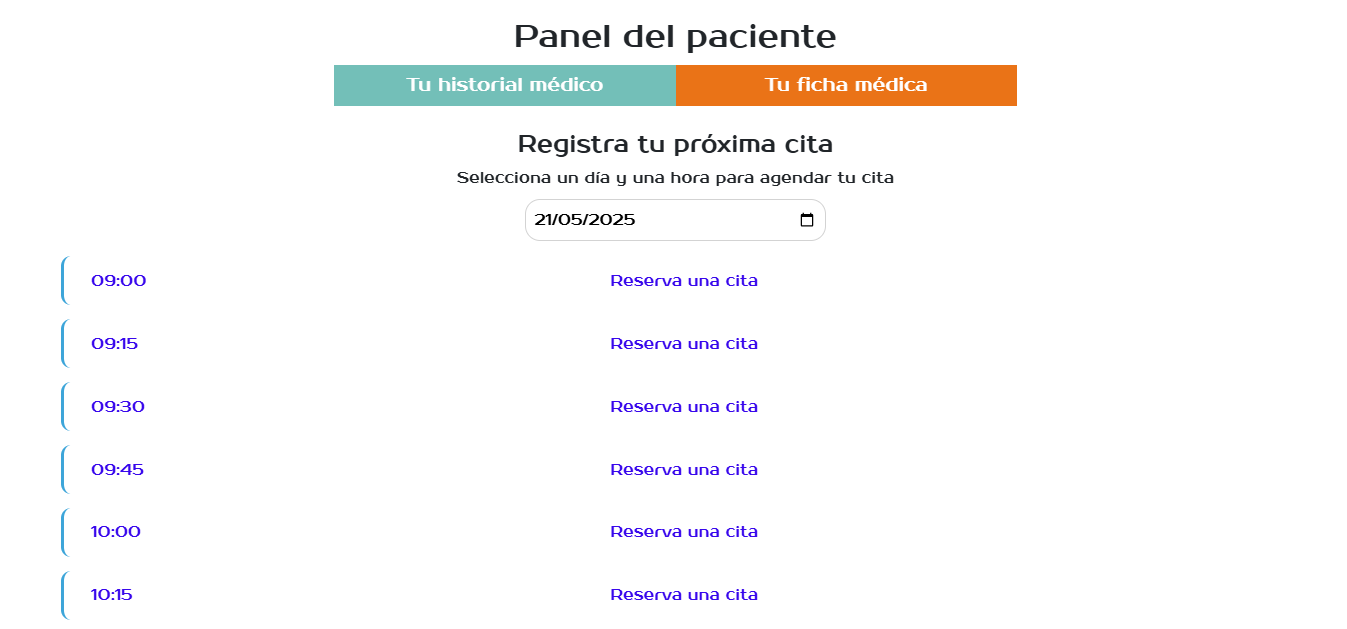 Panel del paciente
Tu historial médico Tu ficha médica
Registra tu próxima cita
Selecciona un día y una hora para agendar tu cita
21/05/2025
09:00 Reserva una cita
09:15 Reserva una cita
09:30 Reserva una cita
09:45 Reserva una cita
10:00 Reserva una cita
10:15 Reserva una cita